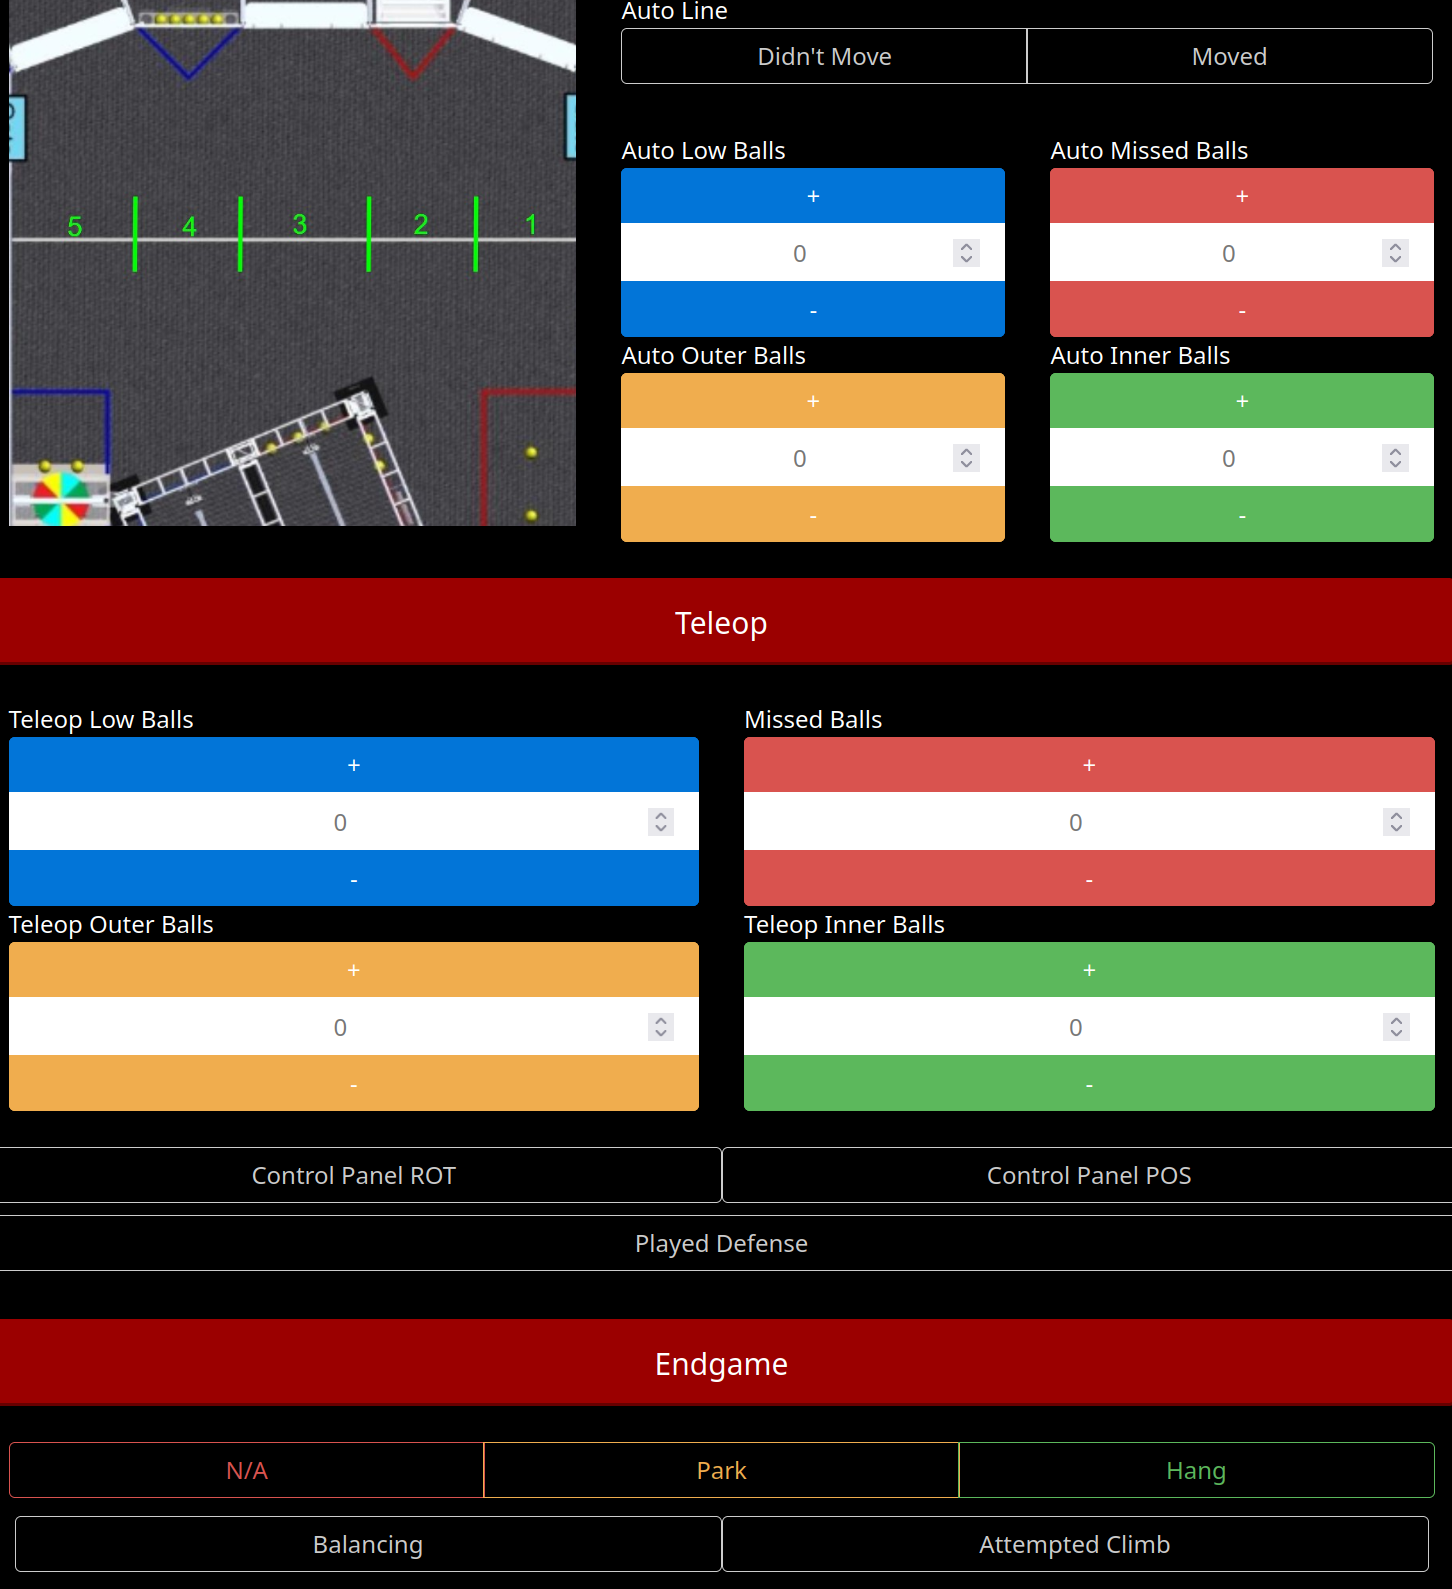 Auto Line
Didn't Move
Moved
5
4
3
2
1
Auto Low Balls
Auto Missed Balls
+
+
0
0
-
-
Auto Outer Balls
Auto Inner Balls
+
+
0
0
-
-
Teleop
Teleop Low Balls
Missed Balls
+
+
0
0
-
-
Teleop Outer Balls
Teleop Inner Balls
+
+
0
0
-
-
Control Panel ROT
Control Panel POS
Played Defense
Endgame
N/A
Park
Hang
Balancing
Attempted Climb